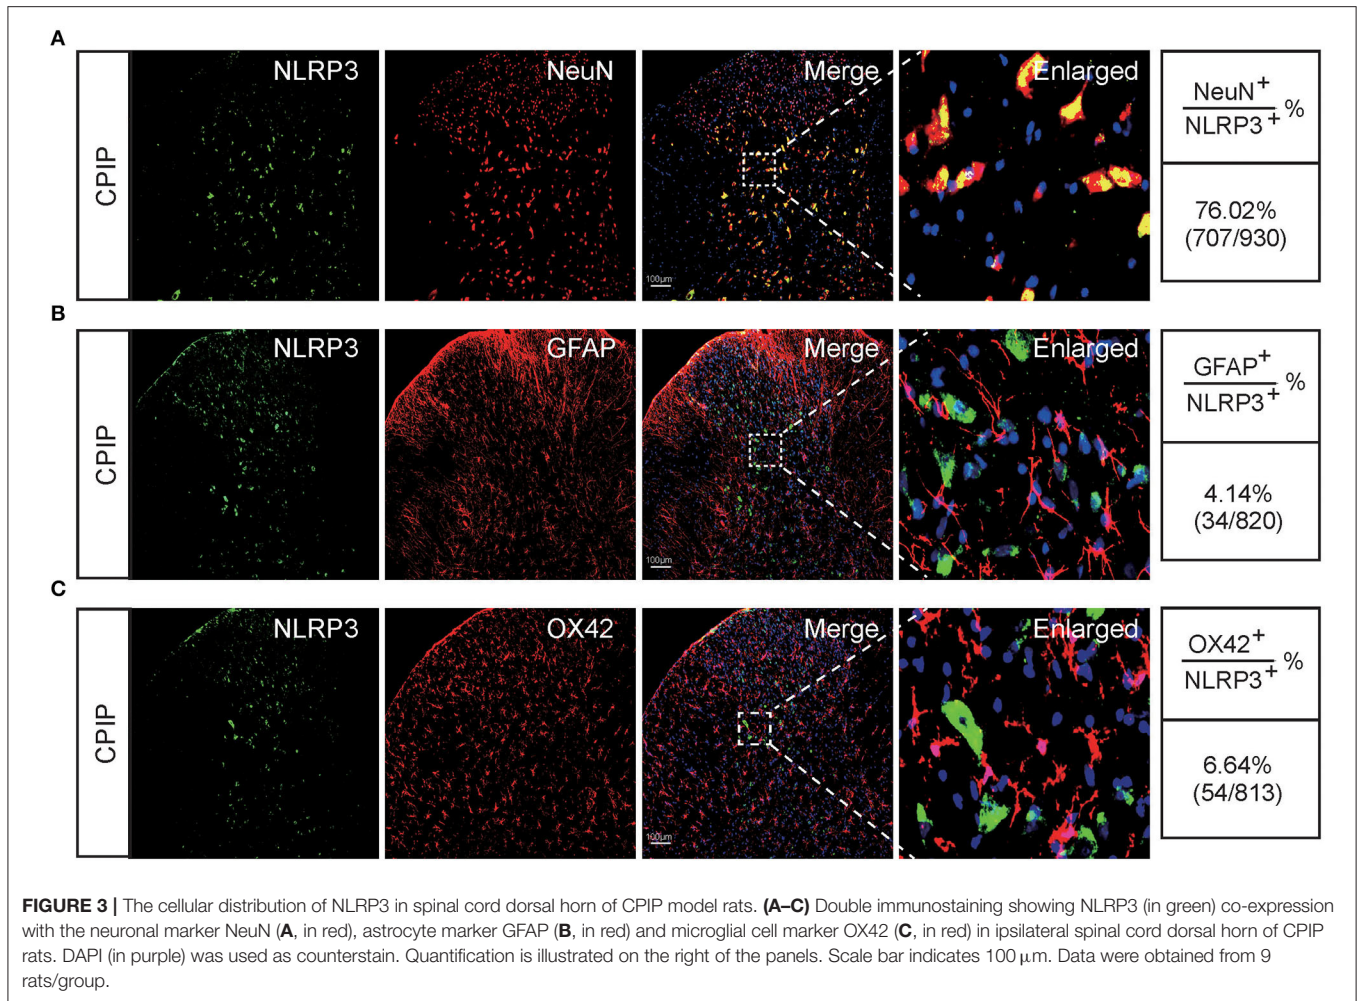 A
CPIP
NLRP3
NeuN
Merge
Enlarged
100μm
NeuN+
NLRP3+ %
76.02%
(707/930)
B
CPIP
NLRP3
GFAP
Merge
Enlarged
100μm
GFAP+
NLRP3+ %
4.14%
(34/820)
C
CPIP
NLRP3
OX42
Merge
Enlarged
100μm
OX42+
NLRP3+ %
6.64%
(54/813)
FIGURE 3 | The cellular distribution of NLRP3 in spinal cord dorsal horn of CPIP model rats. (A–C) Double immunostaining showing NLRP3 (in green) co-expression
with the neuronal marker NeuN (A, in red), astrocyte marker GFAP (B, in red) and microglial cell marker OX42 (C, in red) in ipsilateral spinal cord dorsal horn of CPIP
rats. DAPI (in purple) was used as counterstain. Quantification is illustrated on the right of the panels. Scale bar indicates 100 μm. Data were obtained from 9
rats/group.